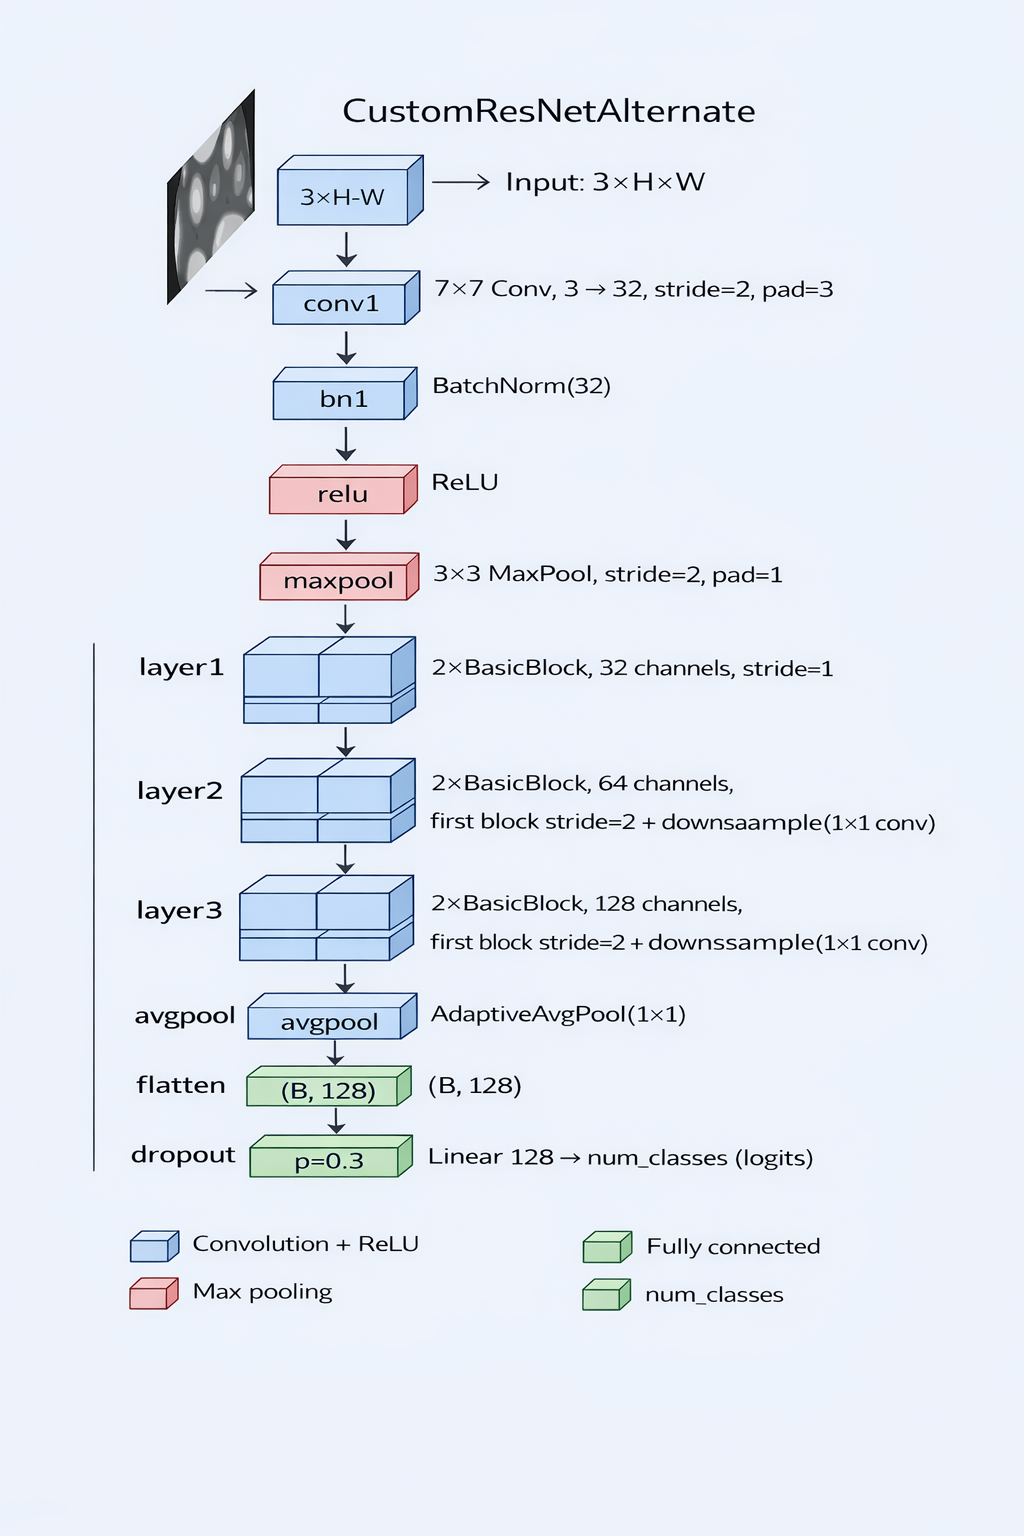 CustomResNetAlternate
3×H-W
Input: 3×H×W
conv1
7×7 Conv, 3 → 32, stride=2, pad=3
bn1
BatchNorm(32)
relu
ReLU
maxpool
3×3 MaxPool, stride=2, pad=1
layer1
2×BasicBlock, 32 channels, stride=1
layer2
2×BasicBlock, 64 channels,
first block stride=2 + downsaample(1×1 conv)
layer3
2×BasicBlock, 128 channels,
first block stride=2 + downssample(1×1 conv)
avgpool
avgpool
AdaptiveAvgPool(1×1)
flatten
(B, 128)
(B, 128)
dropout
p=0.3
Linear 128 → num_classes (logits)
Convolution + ReLU
Fully connected
Max pooling
num_classes